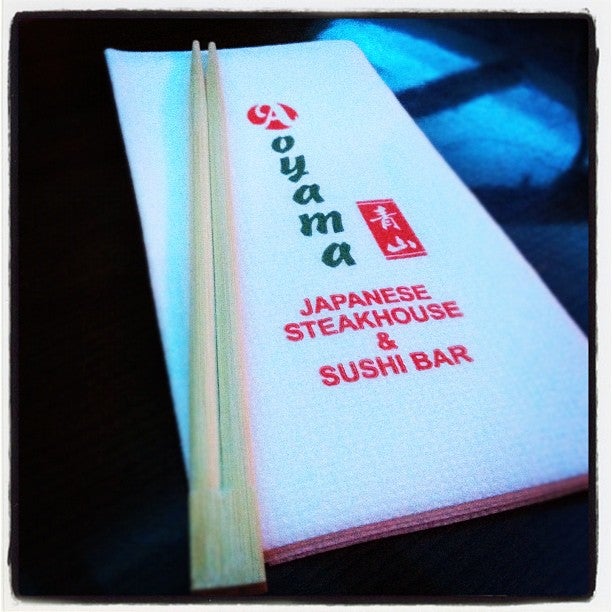 Aoyama
青山
JAPANESE
STEAKHOUSE
&
SUSHI BAR